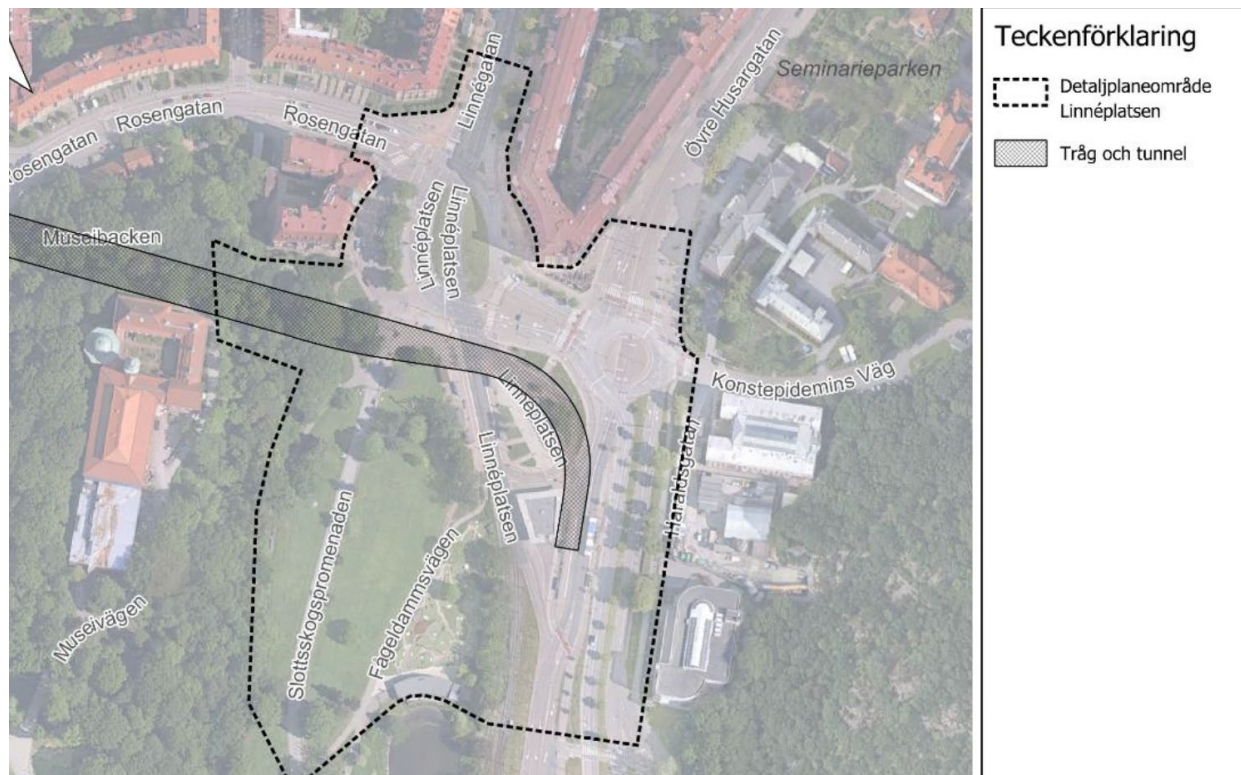 Teckenförklaring
Detaljplaneområde
Linnéplatsen
Tråg och tunnel
Linnégatan
Övre Husargatan
Seminarieparken
Rosengatan
Rosengatan
Rosengatan
Linnéplatsen
Linnéplatsen
Museibacken
Konstepidemins Väg
Linnéplatsen
Linnéplatsen
Haraldsgatan
Slottsskogspromenaden
Fågeldammsvägen
Museivägen